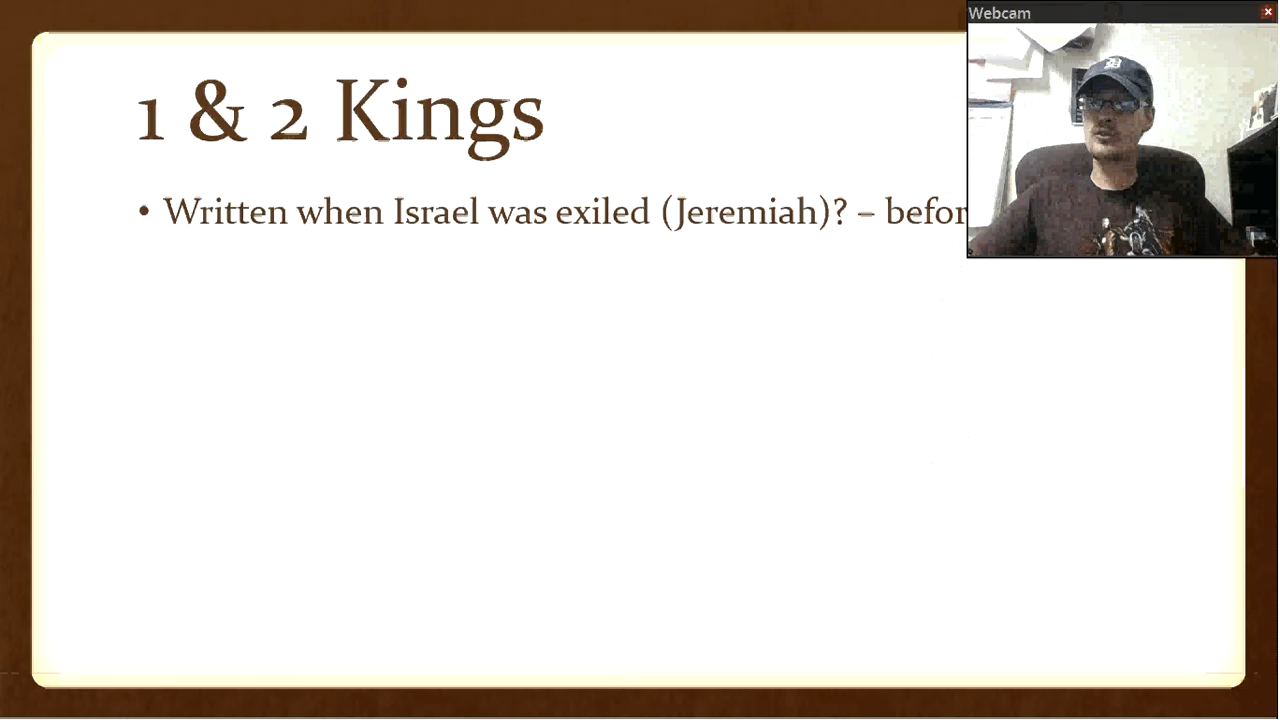 Webcam
1 & 2 Kings
• Written when Israel was exiled (Jeremiah)? – befor